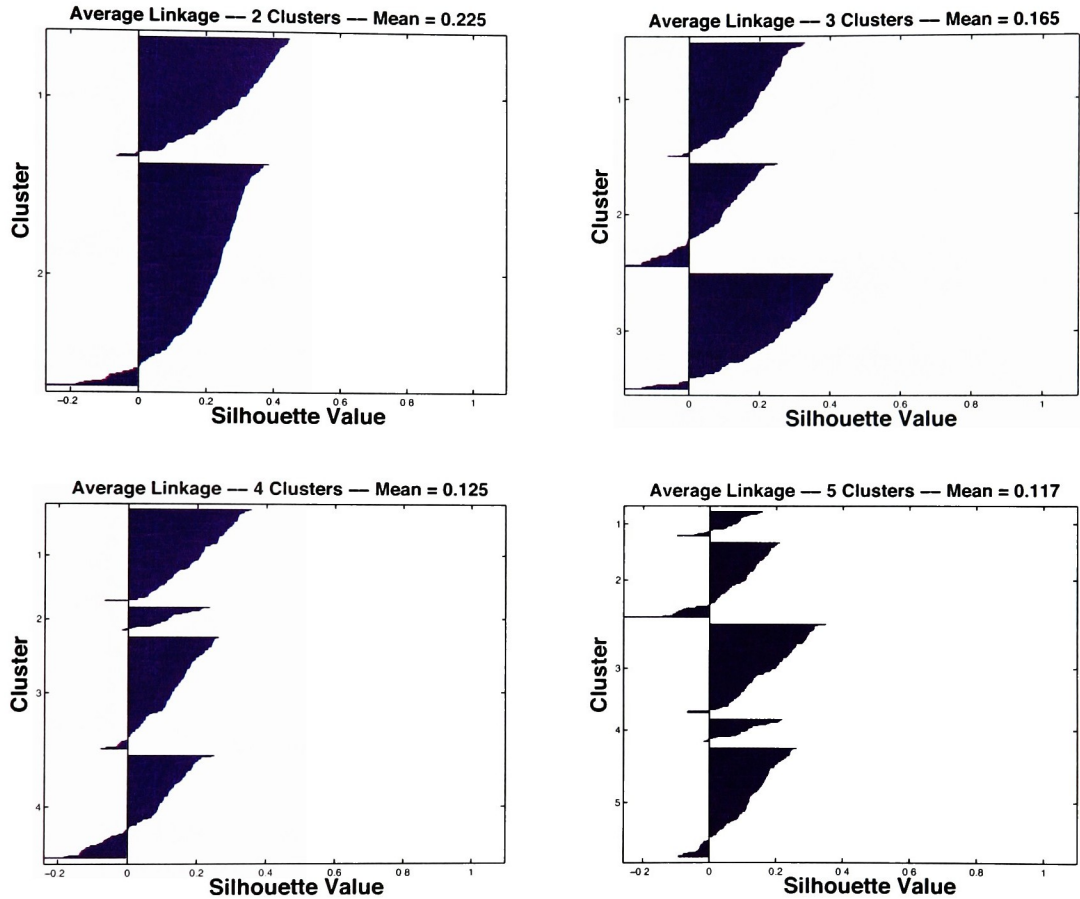 Average Linkage — 2 Clusters — Mean = 0.225
Cluster
1
2
−0.2 0 0.2 0.4 0.6 0.8 1
Silhouette Value
Average Linkage — 3 Clusters — Mean = 0.165
Cluster
1
2
3
0 0.2 0.4 0.6 0.8 1
Silhouette Value
Average Linkage — 4 Clusters — Mean = 0.125
Cluster
1
2
3
4
−0.2 0 0.2 0.4 0.6 0.8 1
Silhouette Value
Average Linkage — 5 Clusters — Mean = 0.117
Cluster
1
2
3
4
5
−0.2 0 0.2 0.4 0.6 0.8 1
Silhouette Value